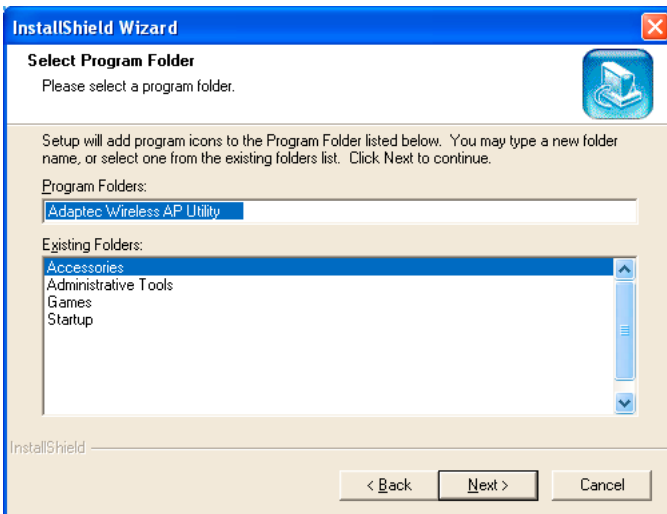 InstallShield Wizard
Select Program Folder
Please select a program folder.
Setup will add program icons to the Program Folder listed below.  You may type a new folder
name, or select one from the existing folders list.  Click Next to continue.
Program Folders:
Adaptec Wireless AP Utility
Existing Folders:
Accessories
Administrative Tools
Games
Startup
InstallShield
< Back
Next >
Cancel